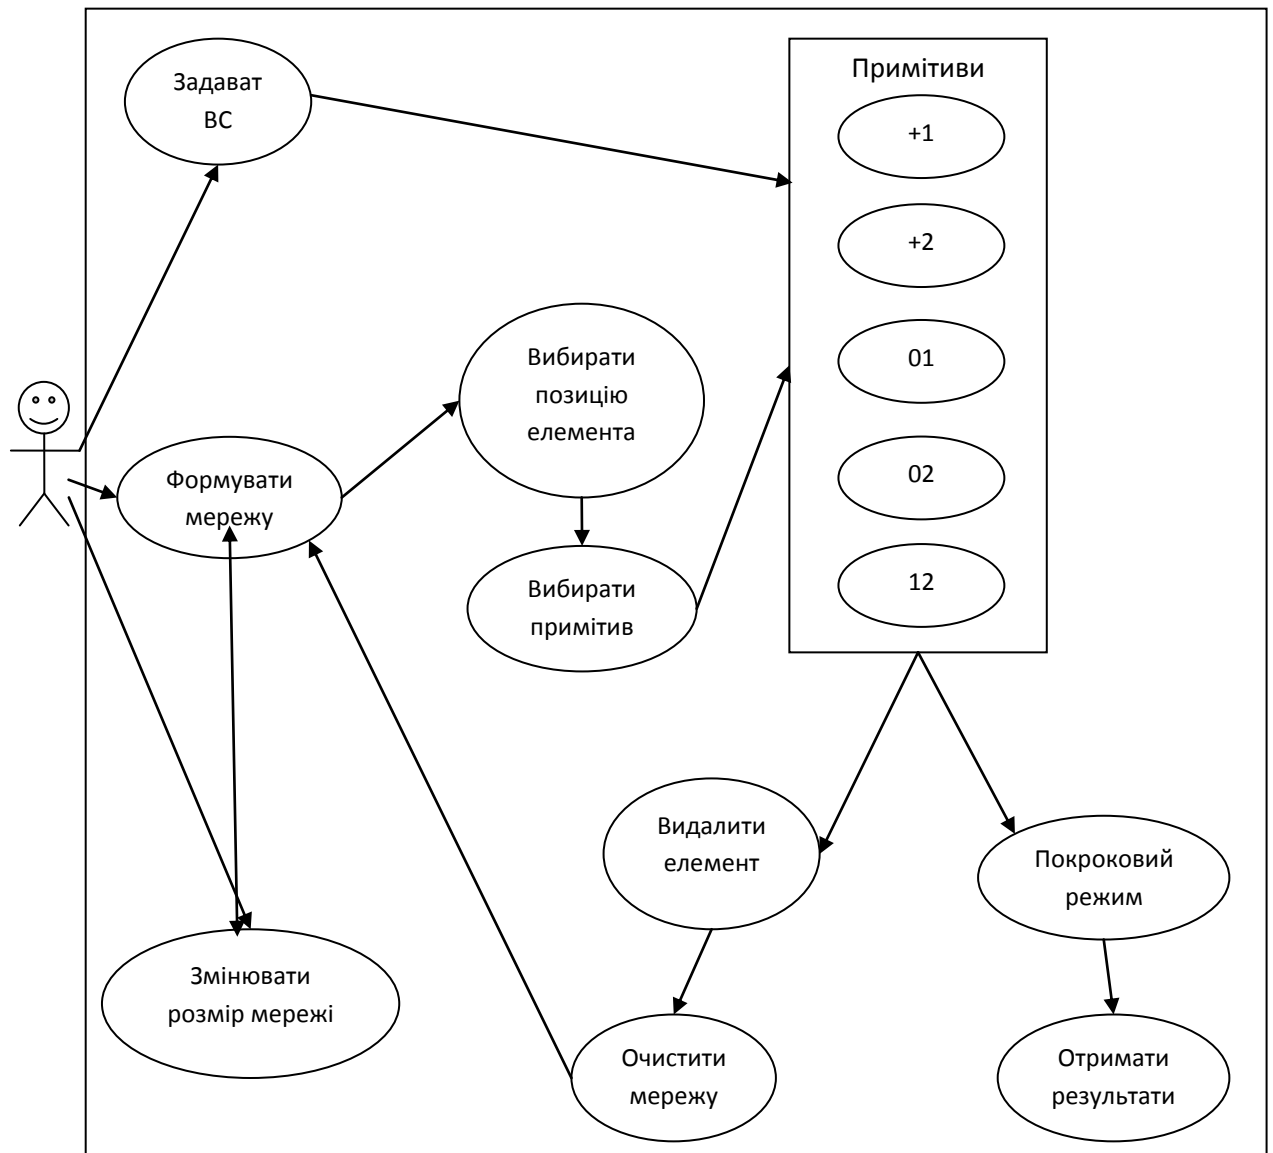 Задават
ВС
Примітиви
+1
+2
01
02
12
Вибирати
позицію
елемента
Формувати
мережу
Вибирати
примітив
Видалити
елемент
Покроковий
режим
Змінювати
розмір мережі
Очистити
мережу
Отримати
результати